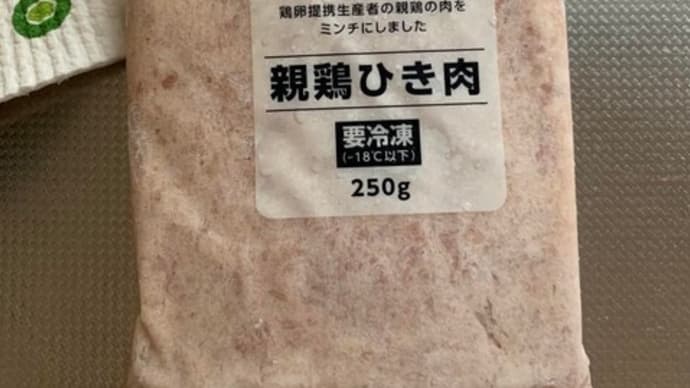 鶏卵提携生産者の親鶏の肉を
ミンチにしました
親鶏ひき肉
要冷凍
(-18℃以下)
250g